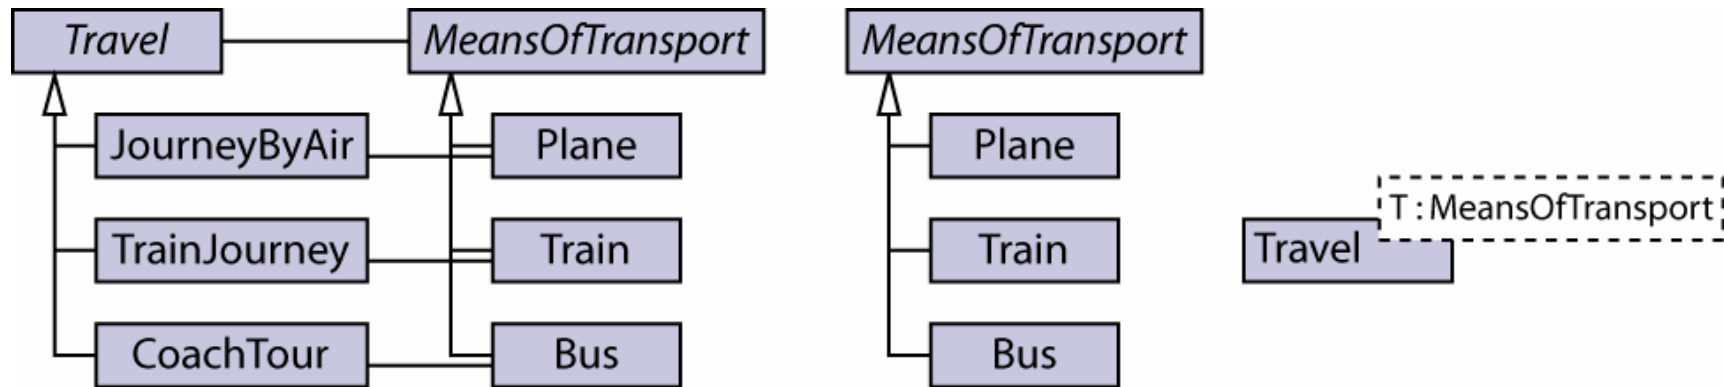 Travel
MeansOfTransport
JourneyByAir
Plane
TrainJourney
Train
CoachTour
Bus
MeansOfTransport
Plane
Train
Bus
T : MeansOfTransport
Travel